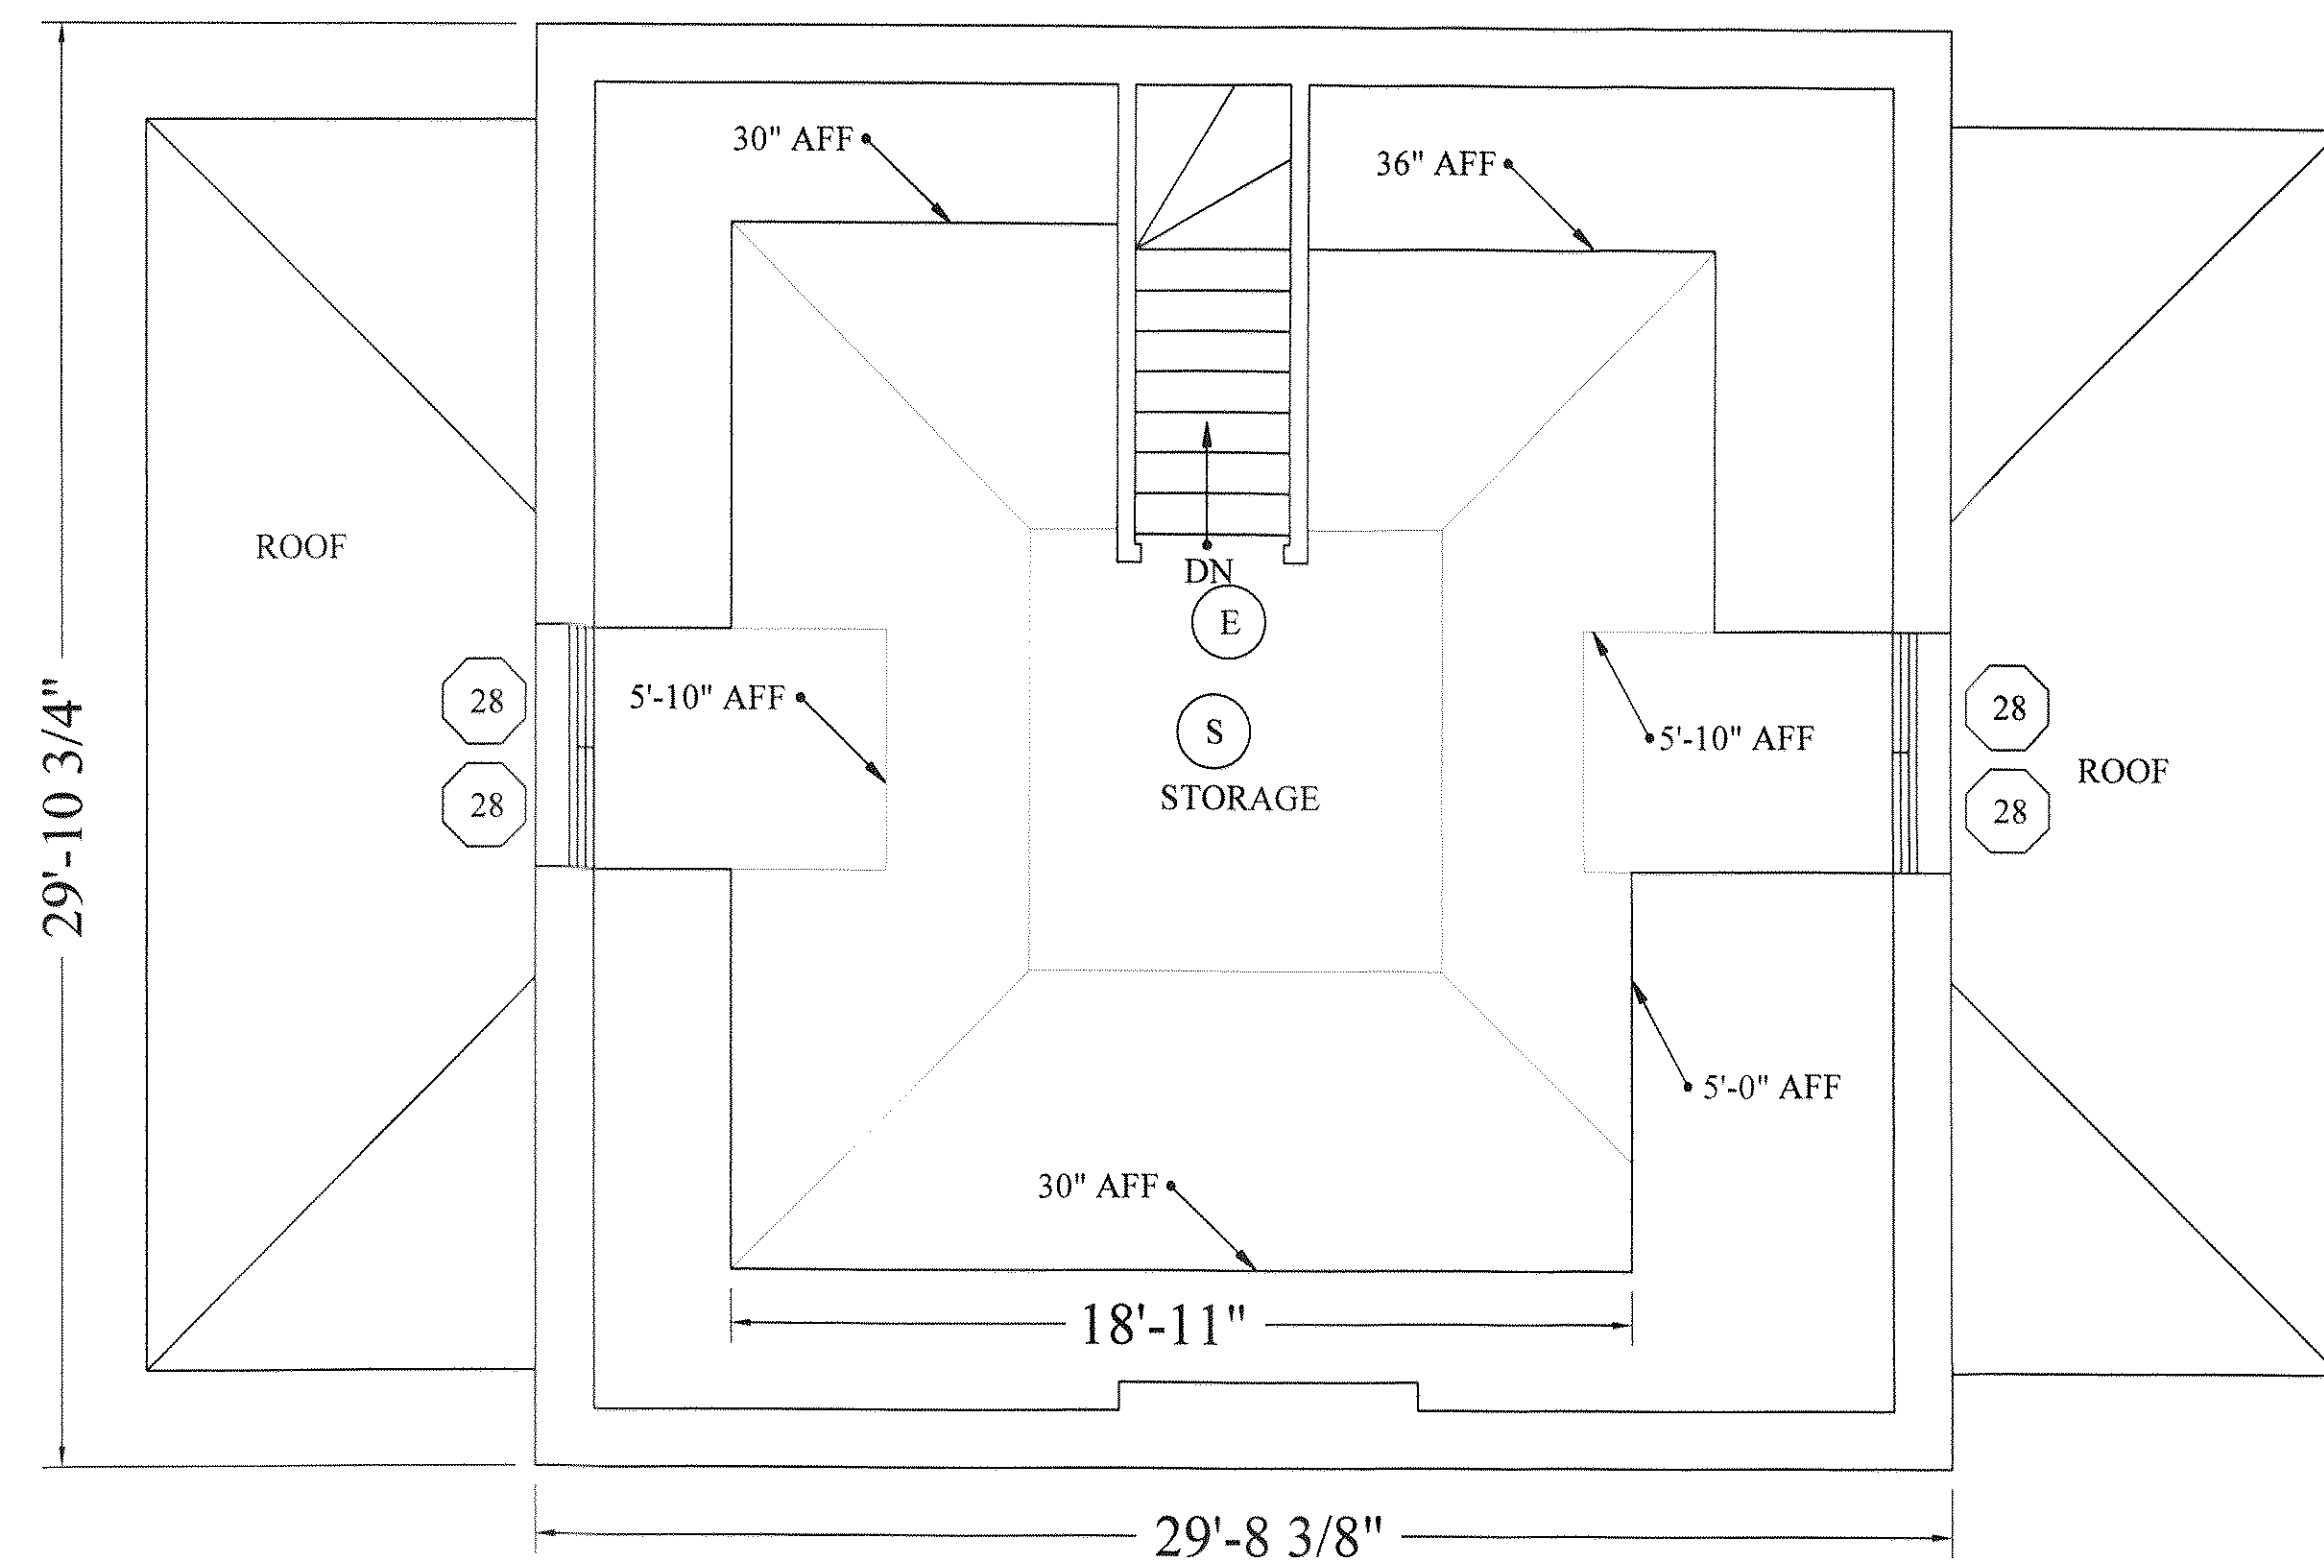 30" AFF
36" AFF
ROOF
DN
E
28
5'-10" AFF
S
5'-10" AFF
28
29'-10 3/4"
28
STORAGE
28
ROOF
5'-0" AFF
30" AFF
18'-11"
29'-8 3/8"